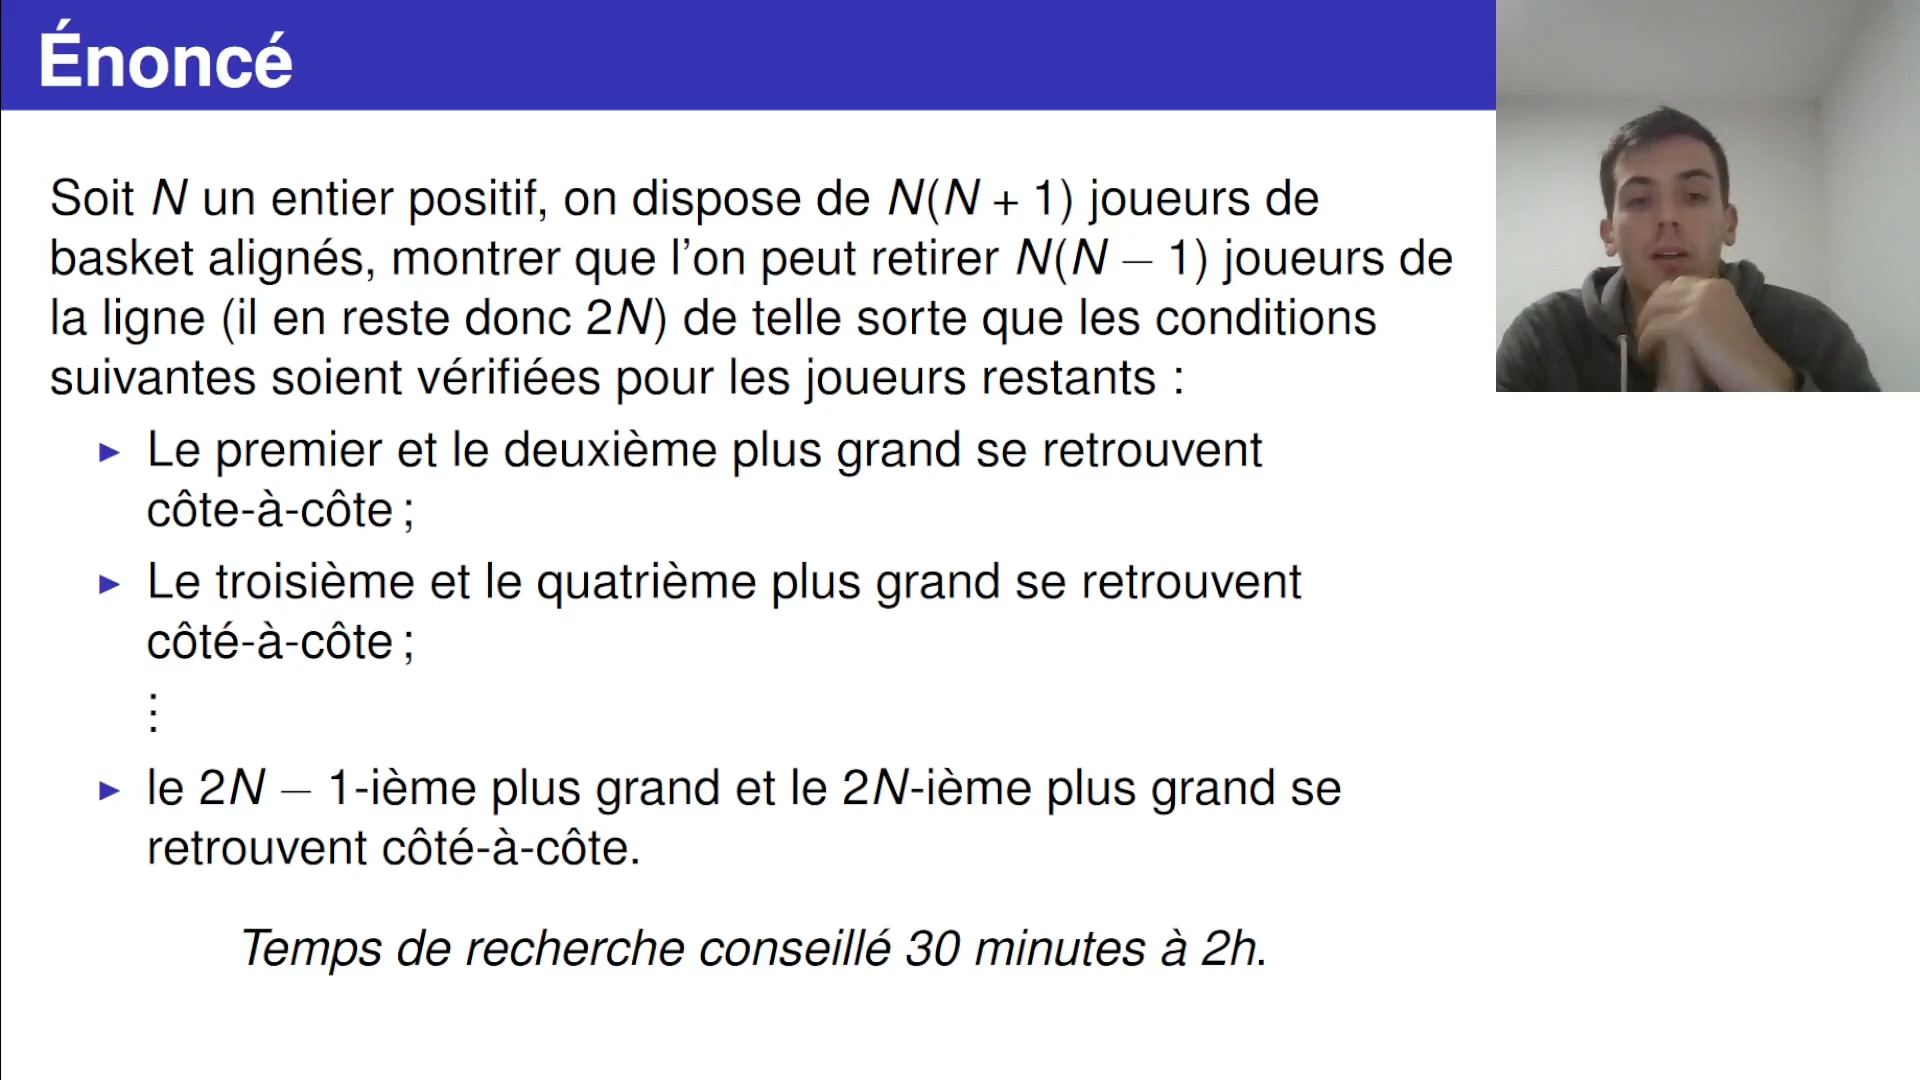 Énoncé
Soit N un entier positif, on dispose de N(N + 1) joueurs de
basket alignés, montrer que l'on peut retirer N(N − 1) joueurs de
la ligne (il en reste donc 2N) de telle sorte que les conditions
suivantes soient vérifiées pour les joueurs restants :
▶ Le premier et le deuxième plus grand se retrouvent
côte-à-côte ;
▶ Le troisième et le quatrième plus grand se retrouvent
côté-à-côte ;
⋮
▶ le 2N − 1-ième plus grand et le 2N-ième plus grand se
retrouvent côté-à-côte.
Temps de recherche conseillé 30 minutes à 2h.